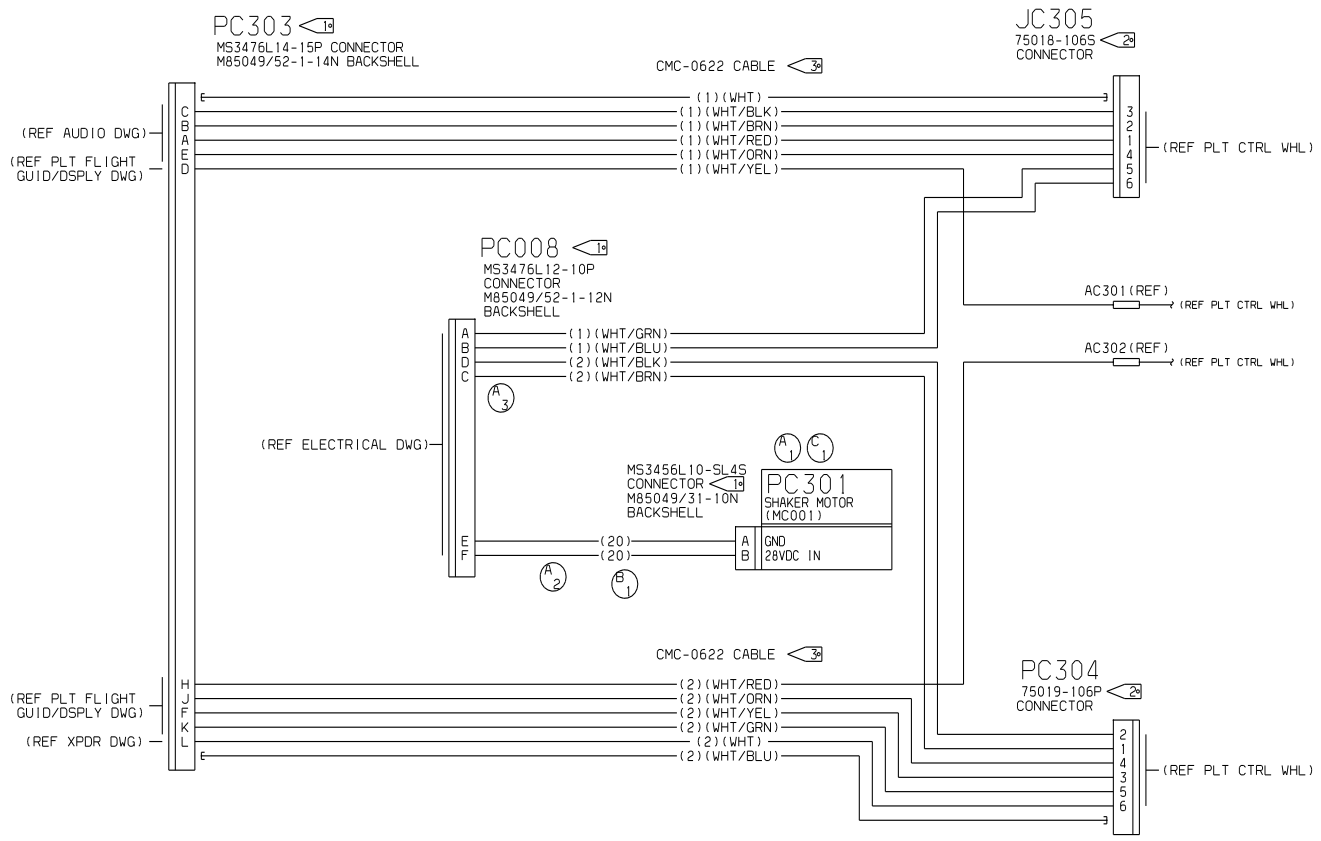 PC303 1
MS3476L14-15P CONNECTOR
M85049/52-1-14N BACKSHELL
JC305
75018-106S 2
CONNECTOR
CMC-0622 CABLE 3
(1)(WHT)
C (1)(WHT/BLK) 3
B (1)(WHT/BRN) 2
A (1)(WHT/RED) 1
E (1)(WHT/ORN) 4
D (1)(WHT/YEL) 5
6
(REF AUDIO DWG)
(REF PLT FLIGHT
GUID/DSPLY DWG)
(REF PLT CTRL WHL)
PC008 1
MS3476L12-10P
CONNECTOR
M85049/52-1-12N
BACKSHELL
AC301(REF)
(REF PLT CTRL WHL)
A (1)(WHT/GRN)
B (1)(WHT/BLU)
D (2)(WHT/BLK)
C (2)(WHT/BRN)
AC302(REF)
(REF PLT CTRL WHL)
A 3
(REF ELECTRICAL DWG)
A 1
C 1
MS3456L10-SL4S
CONNECTOR 1
M85049/31-10N
BACKSHELL
PC301
SHAKER MOTOR
(MC001)
E (20) A GND
F (20) B 28VDC IN
A 2
B 1
CMC-0622 CABLE 3
PC304
75019-106P 2
CONNECTOR
H (2)(WHT/RED)
J (2)(WHT/ORN)
F (2)(WHT/YEL)
K (2)(WHT/GRN)
L (2)(WHT)
(2)(WHT/BLU)
(REF PLT FLIGHT
GUID/DSPLY DWG)
(REF XPDR DWG)
2
1
4
3
5
6
(REF PLT CTRL WHL)